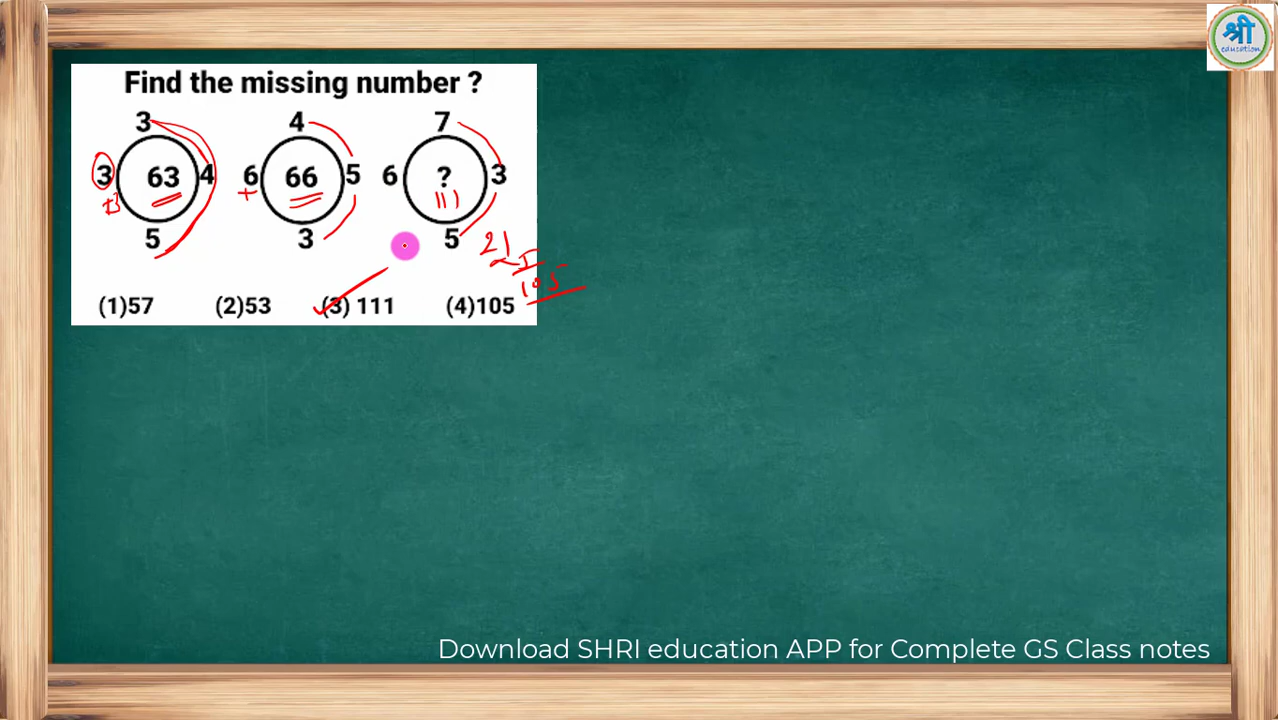 श्री
education
Find the missing number ?
3 4 7
3 63 4 6 66 5 6 ? 3
+3 + 111
5 3 5
21
105
(1)57 (2)53 (3) 111 (4)105
Download SHRI education APP for Complete GS Class notes